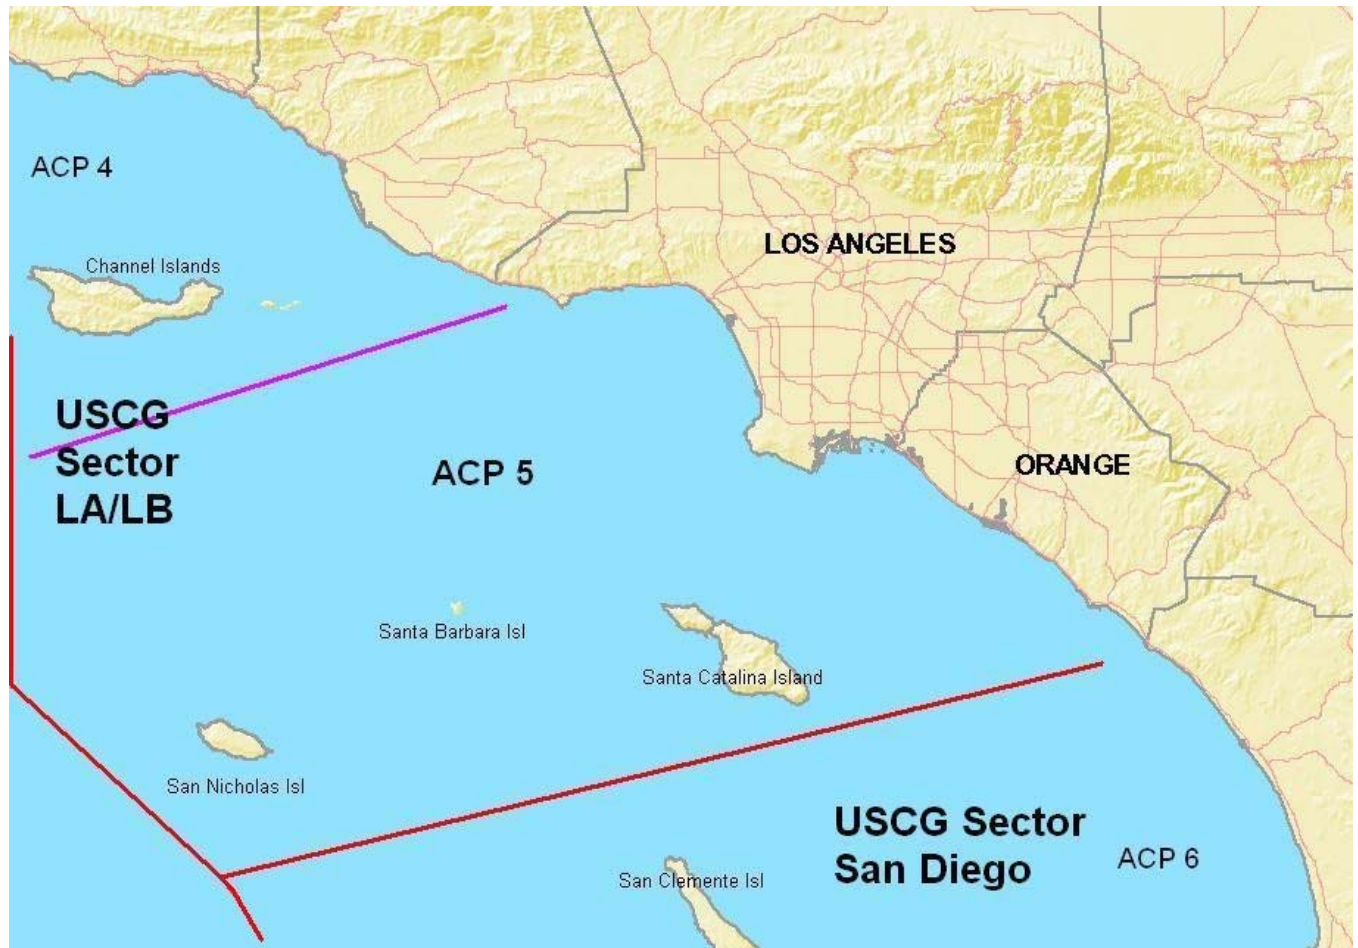 ACP 4
LOS ANGELES
Channel Islands
USCG
Sector
LA/LB
ACP 5
ORANGE
Santa Barbara Isl
Santa Catalina Island
San Nicholas Isl
USCG Sector
San Diego
ACP 6
San Clemente Isl